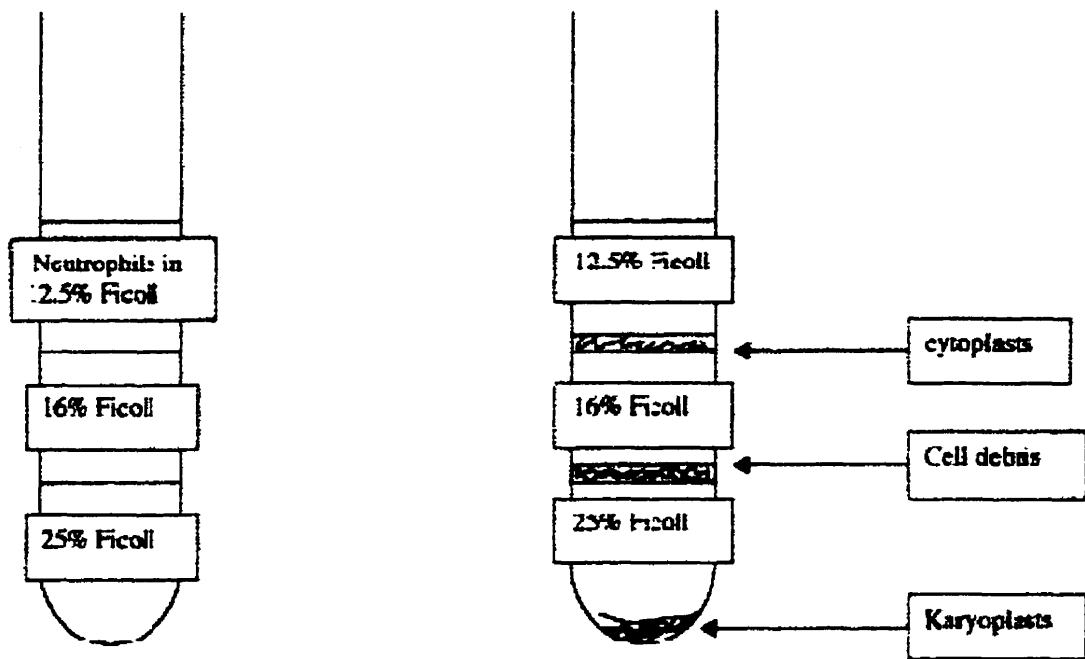 Neutrophils in
12.5% Ficoll
16% Ficoll
25% Ficoll
12.5% Ficoll
16% Ficoll
25% Ficoll
cytoplasts
Cell debris
Karyoplasts